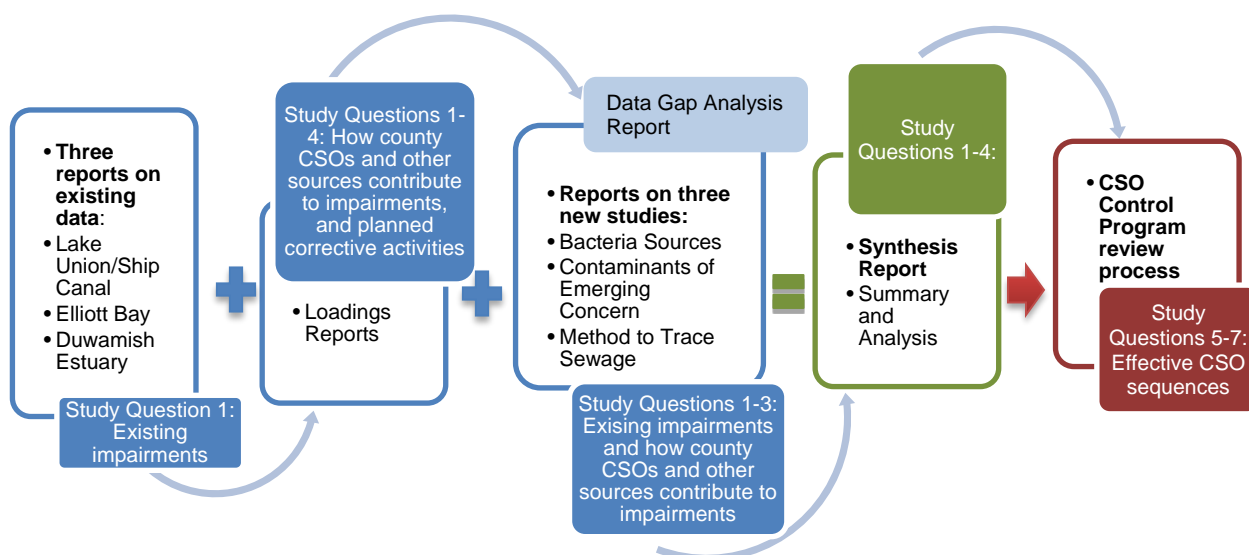 • Three
reports on
existing
data:
• Lake
Union/Ship
Canal
• Elliott Bay
• Duwamish
Estuary
Study Question 1:
Existing
impairments
Study Questions 1-
4: How county
CSOs and other
sources contribute
to impairments,
and planned
corrective activities
• Loadings
Reports
Data Gap Analysis
Report
• Reports on three
new studies:
• Bacteria Sources
• Contaminants of
Emerging
Concern
• Method to Trace
Sewage
Study Questions 1-3:
Exising impairments
and how county
CSOs and other
sources contribute to
impairments
Study
Questions 1-4:
• Synthesis
Report
• Summary
and
Analysis
• CSO
Control
Program
review
process
Study
Questions 5-7:
Effective CSO
sequences